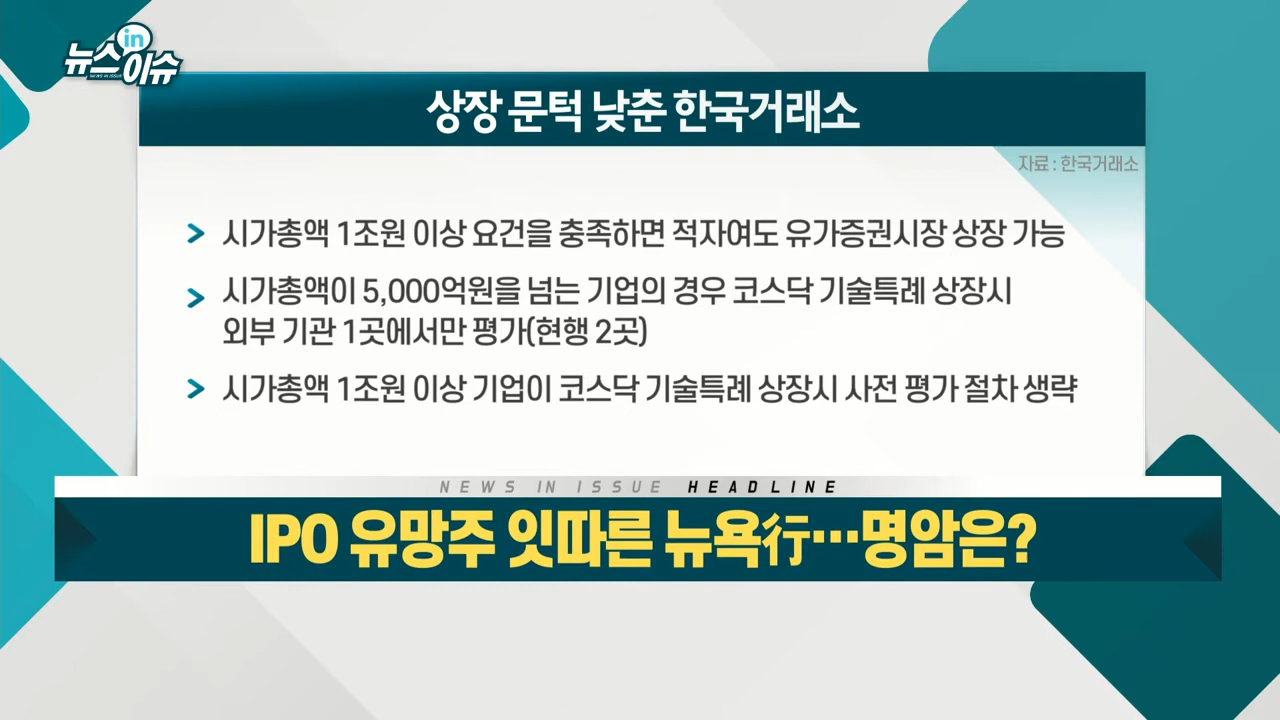 뉴스in이슈
NEWS IN ISSUE
상장 문턱 낮춘 한국거래소
자료 : 한국거래소
> 시가총액 1조원 이상 요건을 충족하면 적자여도 유가증권시장 상장 가능
> 시가총액이 5,000억원을 넘는 기업의 경우 코스닥 기술특례 상장시
외부 기관 1곳에서만 평가(현행 2곳)
> 시가총액 1조원 이상 기업이 코스닥 기술특례 상장시 사전 평가 절차 생략
NEWS IN ISSUE HEADLINE
IPO 유망주 잇따른 뉴욕行…명암은?